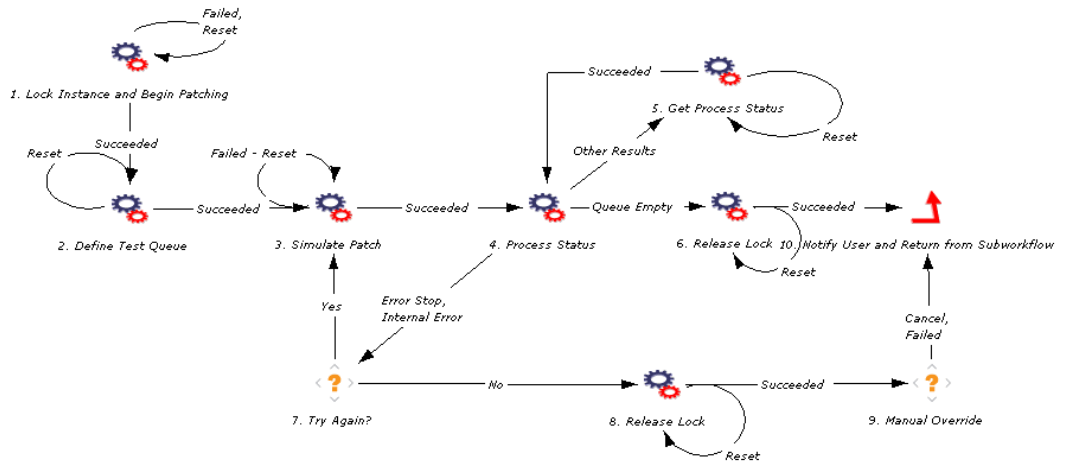 Failed,
Reset
1. Lock Instance and Begin Patching
Succeeded
Reset
2. Define Test Queue
Succeeded
Failed - Reset
3. Simulate Patch
Succeeded
4. Process Status
Succeeded
5. Get Process Status
Reset
Other Results
Queue Empty
6. Release Lock
Reset
Succeeded
10. Notify User and Return from Subworkflow
Error Stop,
Internal Error
Yes
?
7. Try Again?
No
8. Release Lock
Reset
Succeeded
?
9. Manual Override
Cancel,
Failed